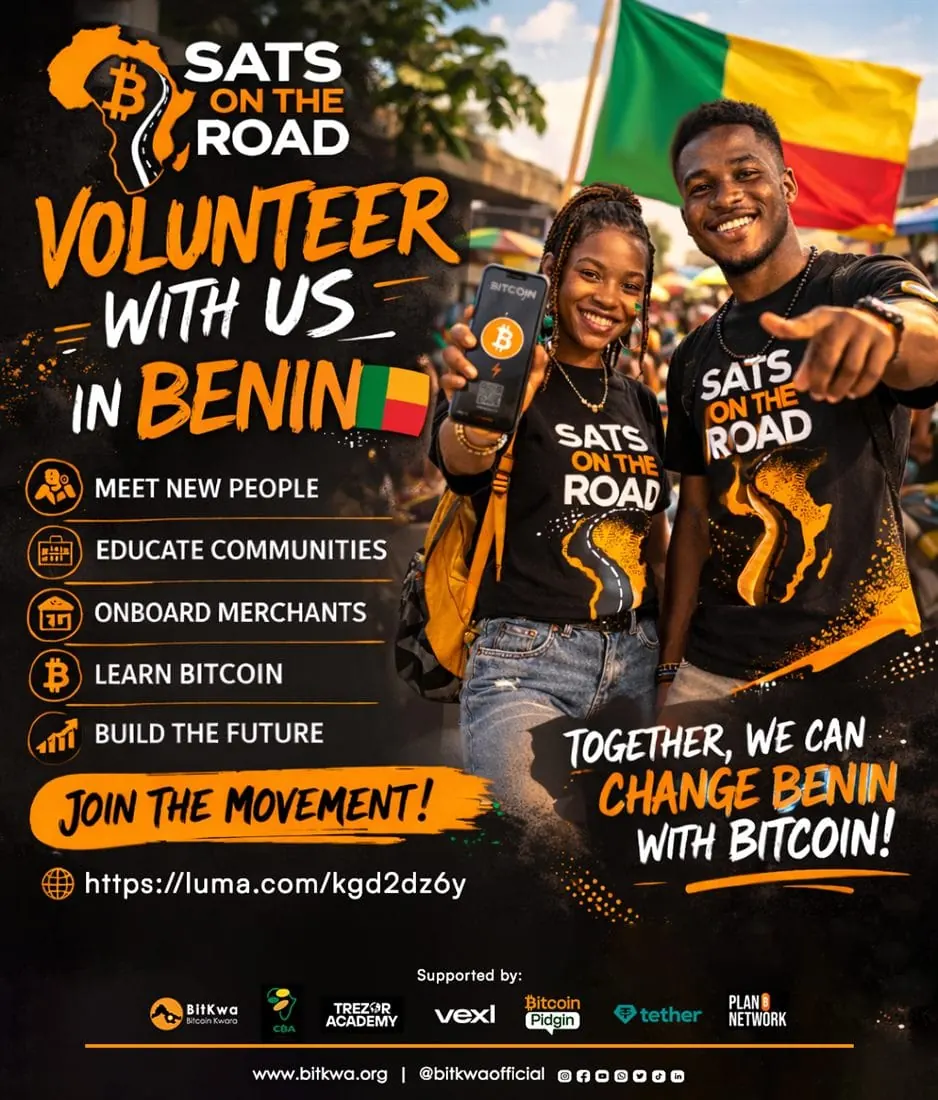 SATS
ON THE
ROAD
VOLUNTEER
WITH US
IN BENIN
MEET NEW PEOPLE
EDUCATE COMMUNITIES
ONBOARD MERCHANTS
LEARN BITCOIN
BUILD THE FUTURE
JOIN THE MOVEMENT!
https://luma.com/kgd2dz6y
BITCOIN
SATS
ON THE
ROAD
SATS
ON THE
ROAD
TOGETHER, WE CAN
CHANGE BENIN
WITH BITCOIN!
Supported by:
BitKwa
Bitcoin Kwara
CBA
TREZOR
ACADEMY
vexl
Bitcoin
Pidgin
tether
PLAN B
NETWORK
www.bitkwa.org | @bitkwaofficial